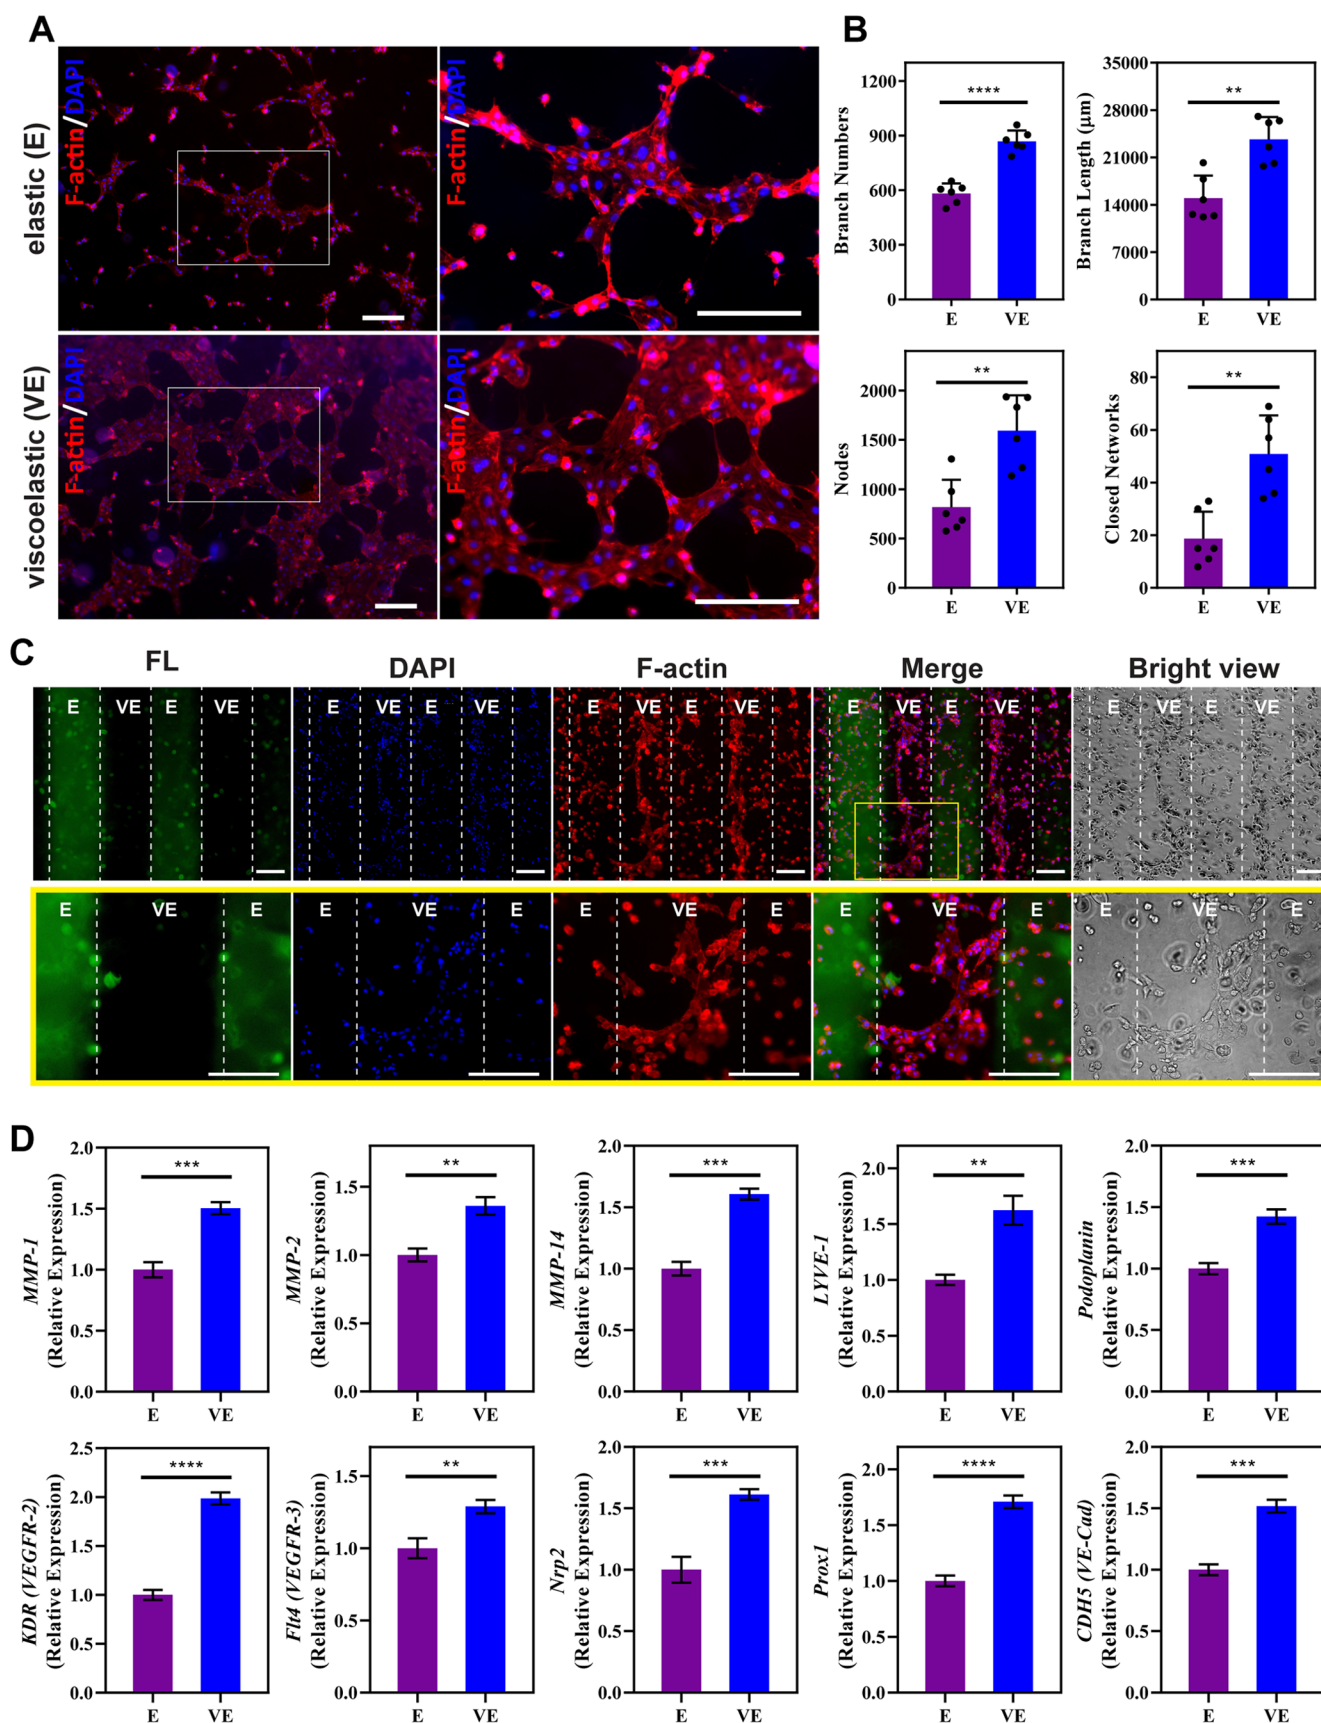 A
elastic (E)
F-actin/DAPI
F-actin/DAPI
viscoelastic (VE)
F-actin/DAPI
F-actin/DAPI
B
Branch Numbers
1200
900
600
300
0
****
E VE
Branch Length (μm)
35000
28000
21000
14000
7000
0
**
E VE
Nodes
2000
1500
1000
500
0
**
E VE
Closed Networks
80
60
40
20
0
**
E VE
C
FL DAPI F-actin Merge Bright view
E VE E VE E VE E VE E VE E VE E VE E VE E VE E VE
E VE E E VE E E VE E E VE E E VE E
D
MMP-1
(Relative Expression)
2.0
1.5
1.0
0.5
0.0
***
E VE
MMP-2
(Relative Expression)
1.5
1.0
0.5
0.0
**
E VE
MMP-14
(Relative Expression)
2.0
1.5
1.0
0.5
0.0
***
E VE
LYVE-1
(Relative Expression)
2.0
1.5
1.0
0.5
0.0
**
E VE
Podoplanin
(Relative Expression)
2.0
1.5
1.0
0.5
0.0
***
E VE
KDR (VEGFR-2)
(Relative Expression)
2.5
2.0
1.5
1.0
0.5
0.0
****
E VE
Flt4 (VEGFR-3)
(Relative Expression)
1.5
1.0
0.5
0.0
**
E VE
Nrp2
(Relative Expression)
2.0
1.5
1.0
0.5
0.0
***
E VE
Prox1
(Relative Expression)
2.0
1.5
1.0
0.5
0.0
****
E VE
CDH5 (VE-Cad)
(Relative Expression)
2.0
1.5
1.0
0.5
0.0
***
E VE